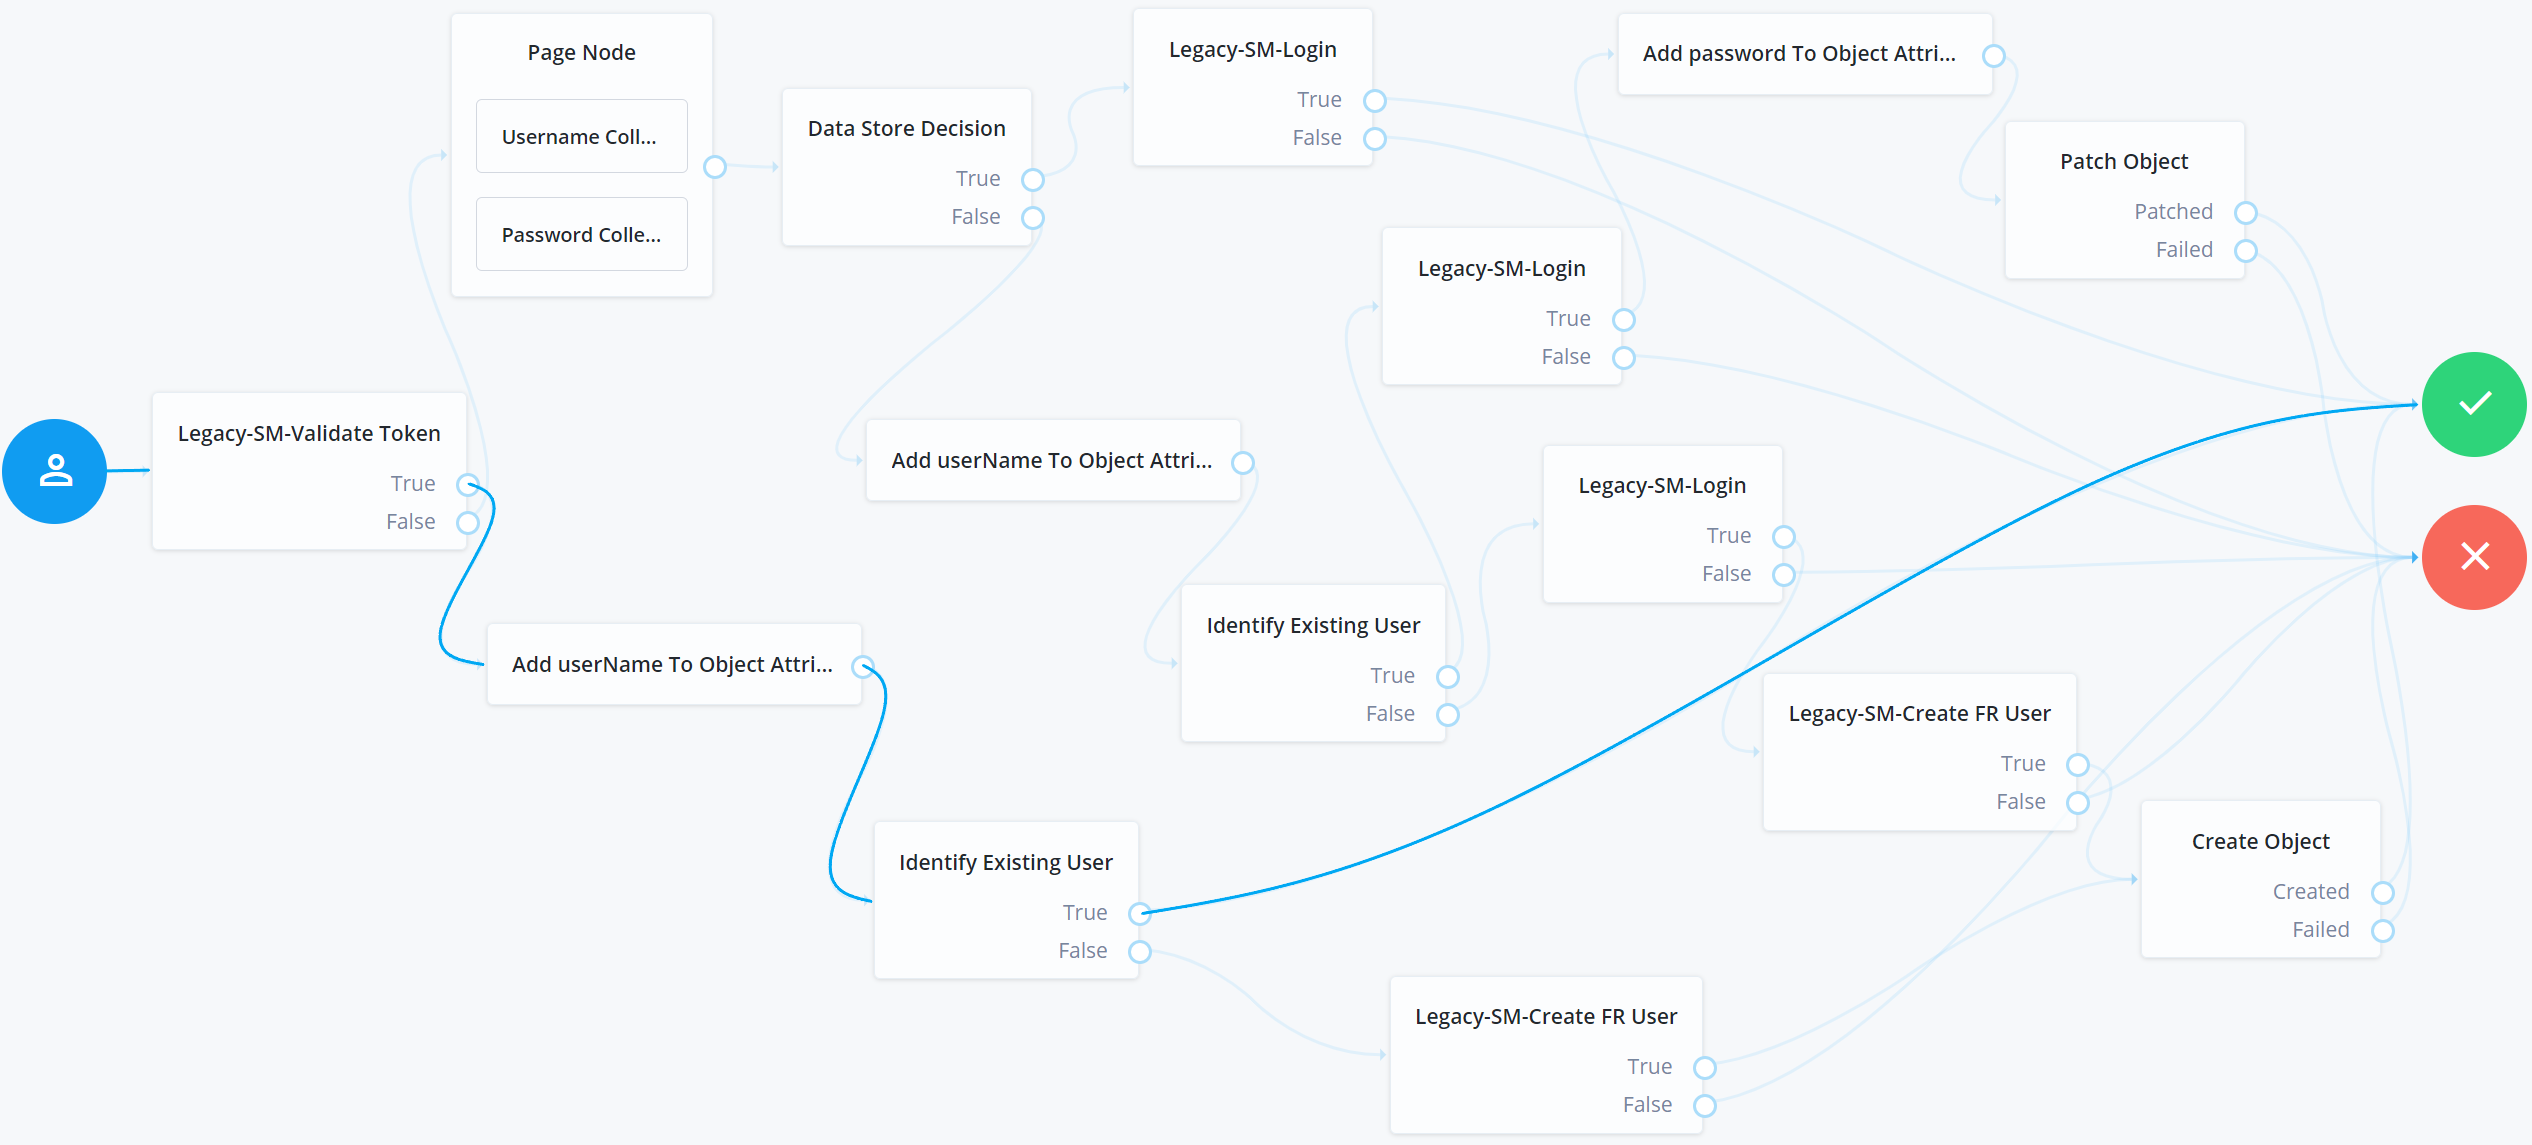 Page Node
Username Coll...
Password Colle...
Data Store Decision
True
False
Legacy-SM-Login
True
False
Add password To Object Attri...
Patch Object
Patched
Failed
Legacy-SM-Login
True
False
Legacy-SM-Validate Token
True
False
Add userName To Object Attri...
Legacy-SM-Login
True
False
Identify Existing User
True
False
Add userName To Object Attri...
Legacy-SM-Create FR User
True
False
Identify Existing User
True
False
Create Object
Created
Failed
Legacy-SM-Create FR User
True
False